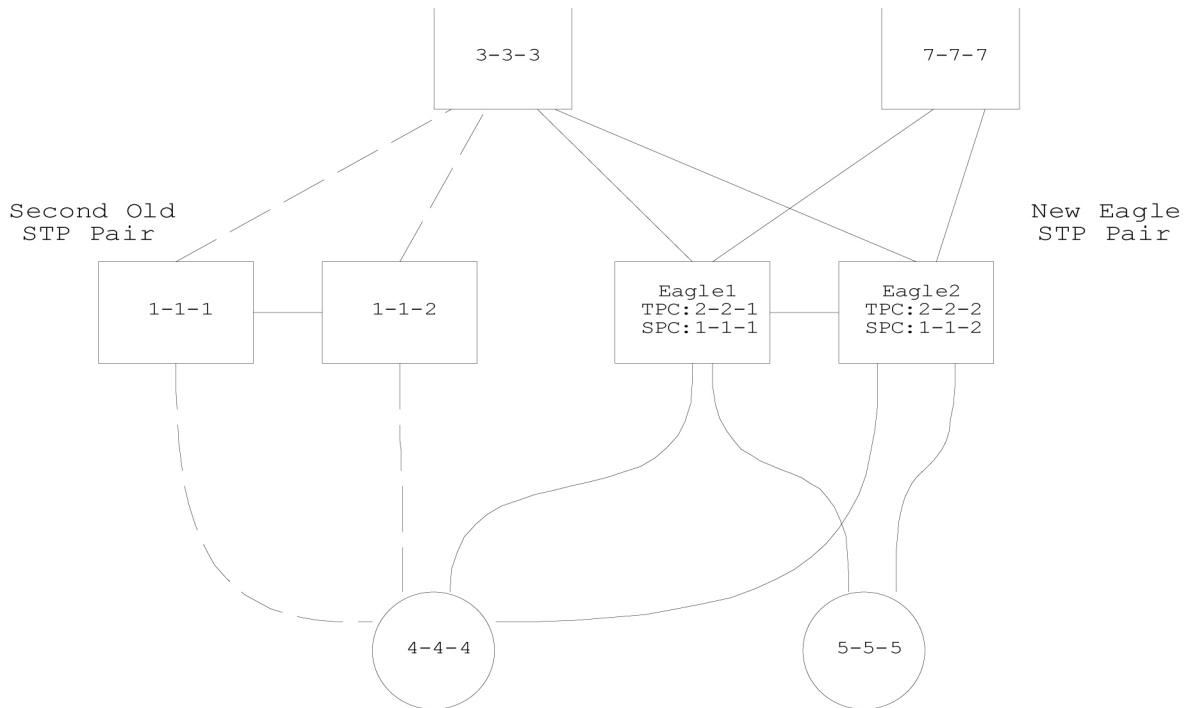 3-3-3
7-7-7
Second Old
STP Pair
New Eagle
STP Pair
1-1-1
1-1-2
Eagle1
TPC:2-2-1
SPC:1-1-1
Eagle2
TPC:2-2-2
SPC:1-1-2
4-4-4
5-5-5